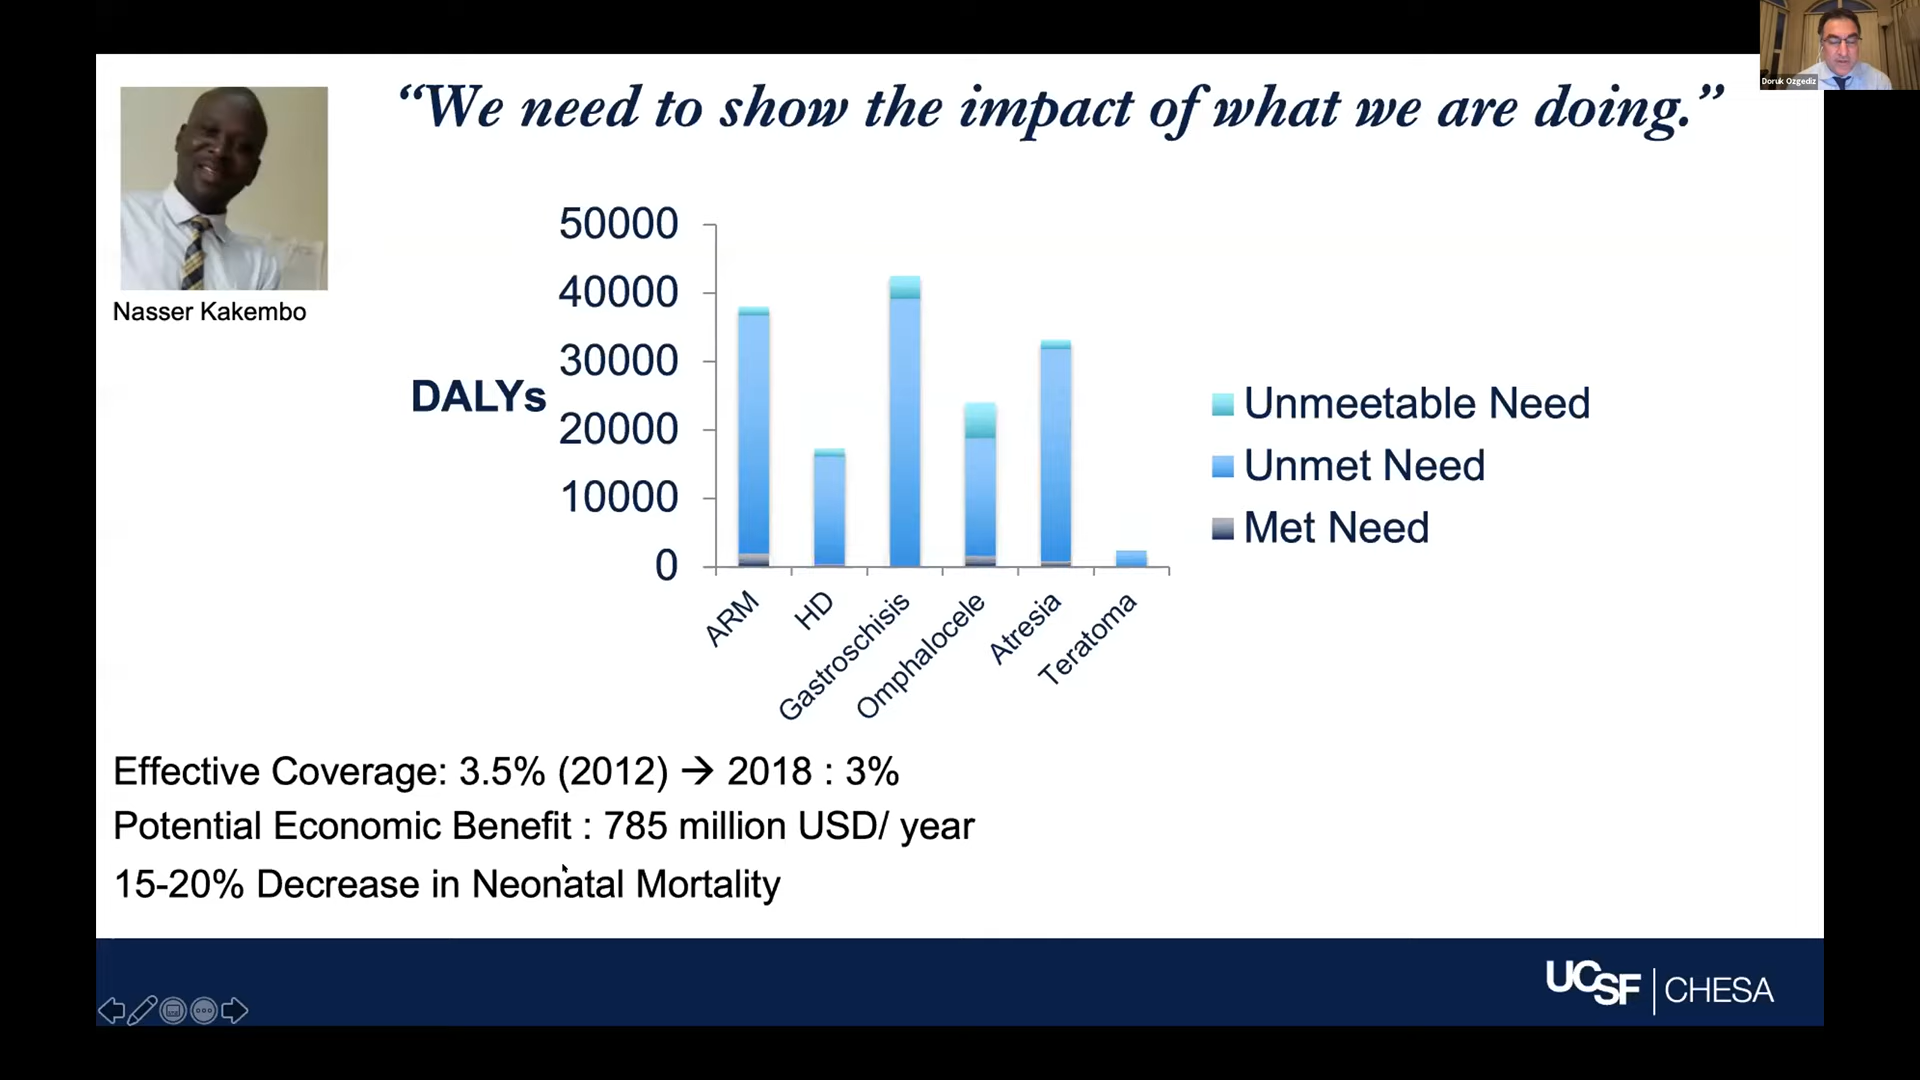 Doruk Ozgediz
“We need to show the impact of what we are doing.”
Nasser Kakembo
DALYs
50000
40000
30000
20000
10000
0
ARM
HD
Gastroschisis
Omphalocele
Atresia
Teratoma
Unmeetable Need
Unmet Need
Met Need
Effective Coverage: 3.5% (2012) → 2018 : 3%
Potential Economic Benefit : 785 million USD/ year
15-20% Decrease in Neonatal Mortality
UCSF | CHESA